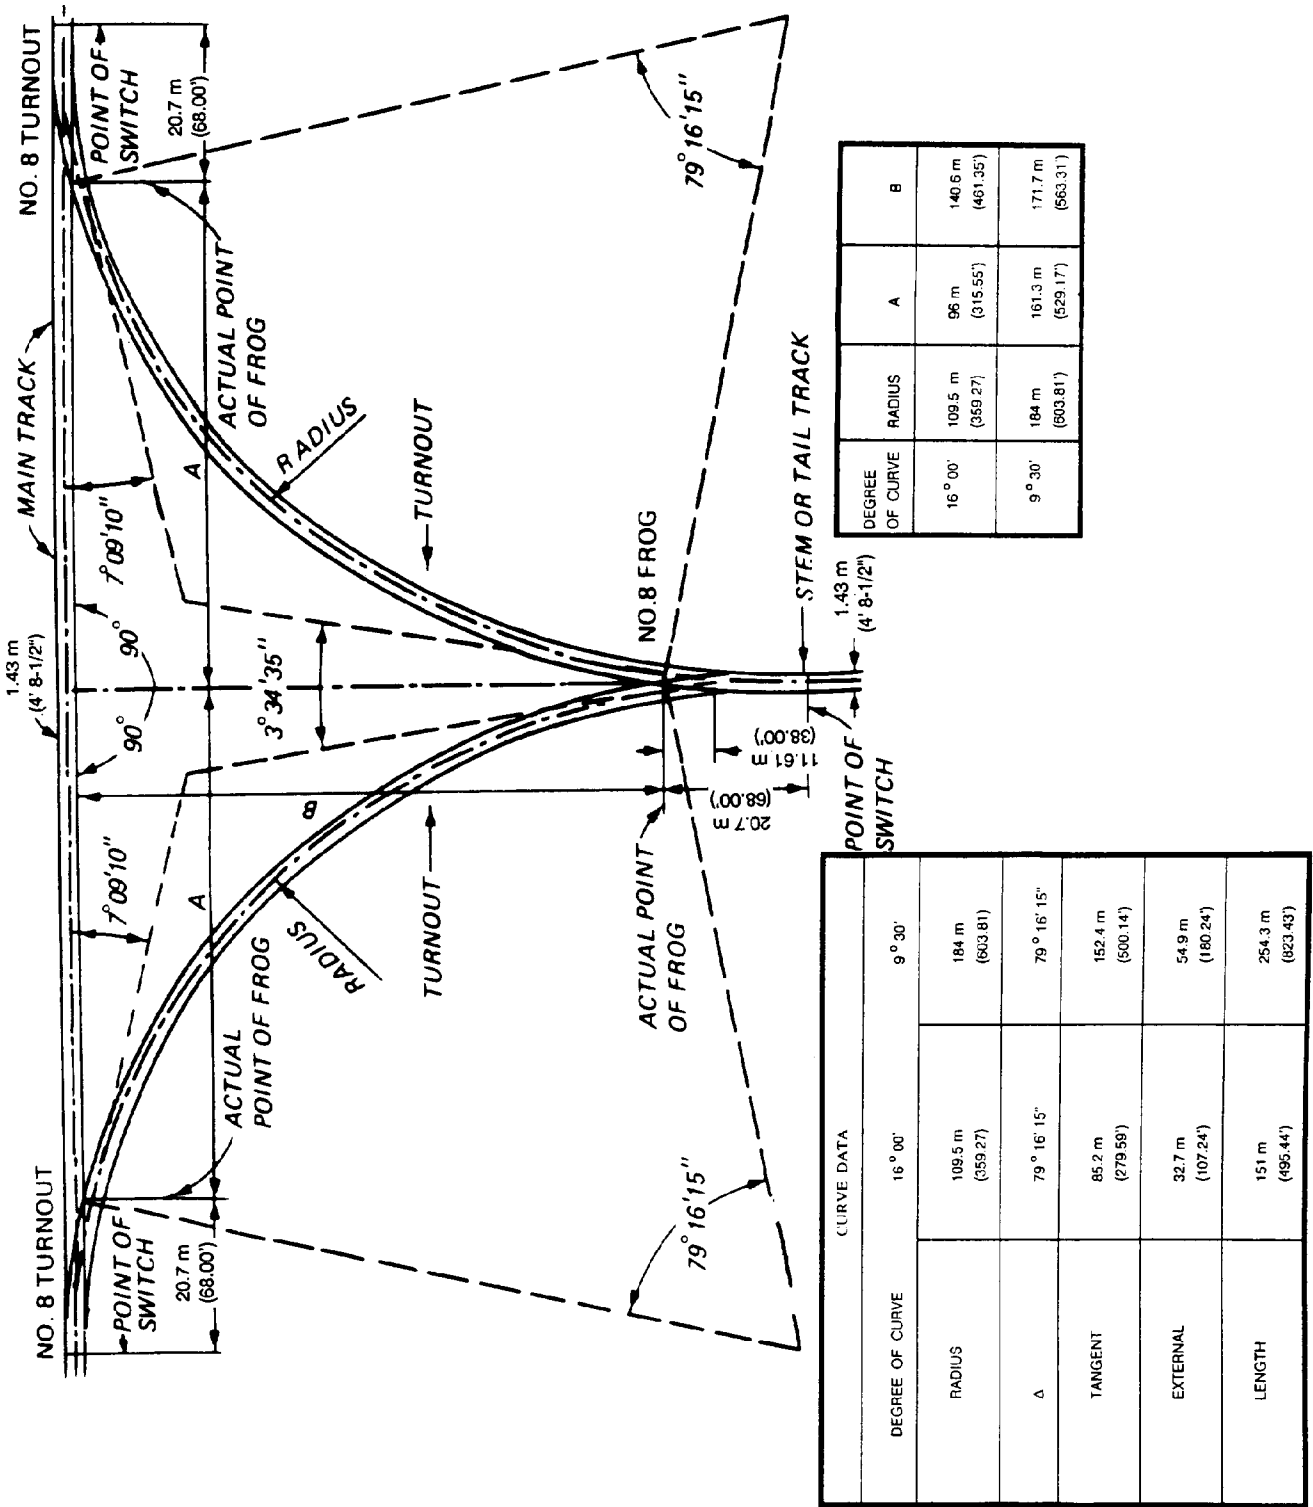 NO. 8 TURNOUT
POINT OF
SWITCH
20.7 m
(68.00')
ACTUAL
POINT OF FROG
7°09'10"
A
RADIUS
TURNOUT
B
1.43 m
(4' 8-1/2")
90°
90°
3°34'35"
MAIN TRACK
7°09'10"
A
RADIUS
TURNOUT
ACTUAL POINT
OF FROG
NO. 8 TURNOUT
POINT OF
SWITCH
20.7 m
(68.00')
79°16'15"
79°16'15"
ACTUAL POINT
OF FROG
20.7 m
(68.00')
11.61 m
(38.00')
NO.8 FROG
POINT OF
SWITCH
STEM OR TAIL TRACK
1.43 m
(4' 8-1/2")
CURVE DATA
DEGREE OF CURVE 16° 00' 9° 30'
RADIUS 109.5 m 184 m
(359.27) (603.81)
Δ 79° 16' 15" 79° 16' 15"
TANGENT 85.2 m 152.4 m
(279.59') (500.14')
EXTERNAL 32.7 m 54.9 m
(107.24') (180.24')
LENGTH 151 m 254.3 m
(495.44') (823.43')
DEGREE
OF CURVE RADIUS A B
16° 00' 109.5 m 96 m 140.6 m
(359.27) (315.55') (461.35')
9° 30' 184 m 161.3 m 171.7 m
(603.81') (529.17') (563.31')